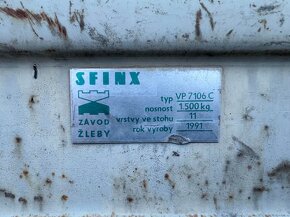 SFINX
ZÁVOD
ŽLEBY
typ VP 7106 C
nosnost 1.500 kg
vrstvy ve stohu 11
rok výroby 1991